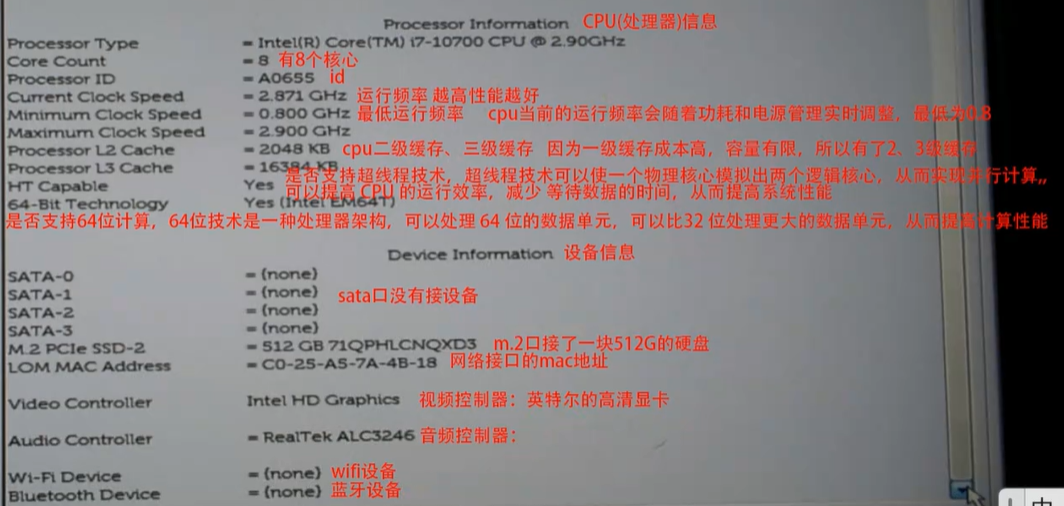 Processor Information CPU(处理器)信息
Processor Type = Intel(R) Core(TM) i7-10700 CPU @ 2.90GHz
Core Count = 8 有8个核心
Processor ID = A0655 id
Current Clock Speed = 2.871 GHz 运行频率 越高性能越好
Minimum Clock Speed = 0.800 GHz 最低运行频率 cpu当前的运行频率会随着功耗和电源管理实时调整，最低为0.8
Maximum Clock Speed = 2.900 GHz
Processor L2 Cache = 2048 KB cpu二级缓存、三级缓存 因为一级缓存成本高，容量有限，所以有了2、3级缓存
Processor L3 Cache = 16384 KB
HT Capable Yes 是否支持超线程技术，超线程技术可以使一个物理核心模拟出两个逻辑核心，从而实现并行计算,,
可以提高 CPU 的运行效率，减少 等待数据的时间，从而提高系统性能
64-Bit Technology Yes (Intel EM64T)
是否支持64位计算，64位技术是一种处理器架构，可以处理 64 位的数据单元，可以比32 位处理更大的数据单元，从而提高计算性能
Device Information 设备信息
SATA-0 = (none)
SATA-1 = (none) sata口没有接设备
SATA-2 = (none)
SATA-3 = (none)
M.2 PCIe SSD-2 = 512 GB 71QPHLCNQXD3 m.2口接了一块512G的硬盘
LOM MAC Address = C0-25-A5-7A-4B-18 网络接口的mac地址
Video Controller Intel HD Graphics 视频控制器：英特尔的高清显卡
Audio Controller = RealTek ALC3246 音频控制器：
Wi-Fi Device = (none) wifi设备
Bluetooth Device = (none) 蓝牙设备